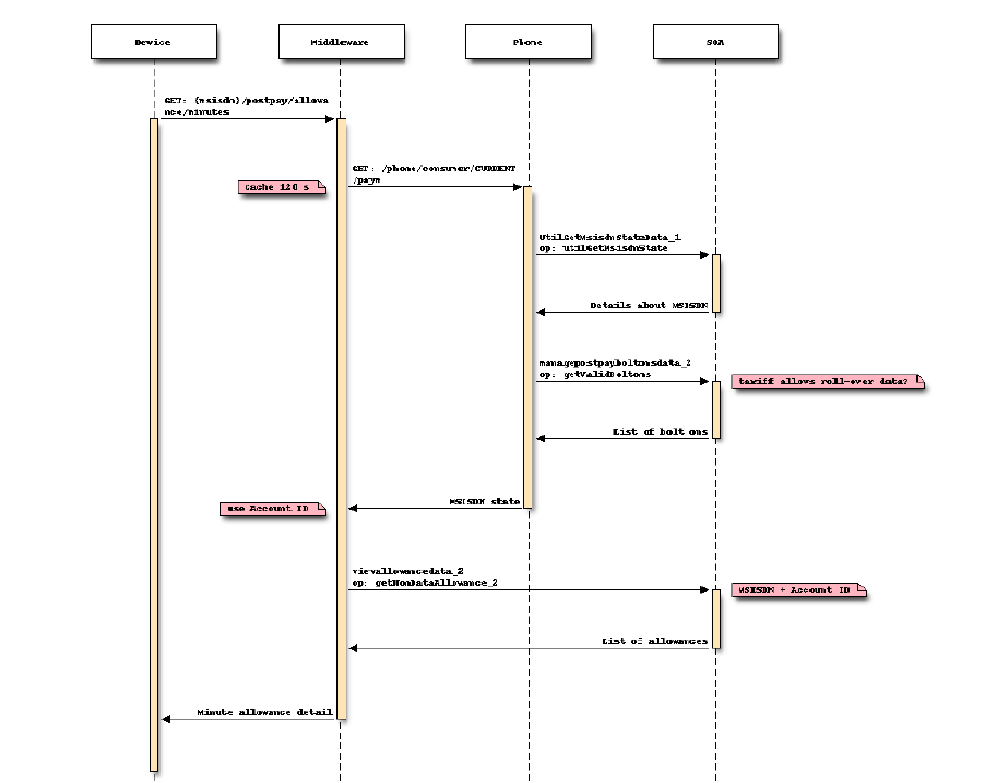 Device
Middleware
Phone
SOA
GET: {msisdn}/postpay/allowa
nce/minutes
GET: /phone/consumer/CURRENT
/paym
cache 120 s
UtilGetMsisdnStateData_1
op: utilGetMsisdnState
Details about MSISDN
managepostpayboltonsdata_2
op: getValidBoltons
tariff allows roll-over data?
List of bolt ons
MSISDN state
use Account ID
viewallowancedata_2
op: getNonDataAllowance_2
MSISDN + Account ID
List of allowances
Minute allowance detail